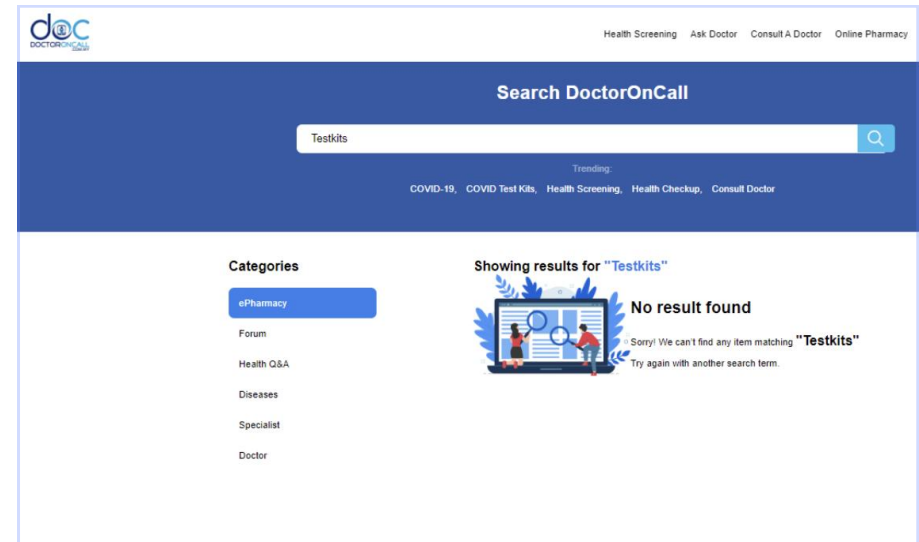 doc
DOCTORONCALL
Health Screening Ask Doctor Consult A Doctor Online Pharmacy
Search DoctorOnCall
Testkits
Trending:
COVID-19, COVID Test Kits, Health Screening, Health Checkup, Consult Doctor
Categories
ePharmacy
Forum
Health Q&A
Diseases
Specialist
Doctor
Showing results for "Testkits"
No result found
Sorry! We can't find any item matching "Testkits"
Try again with another search term.